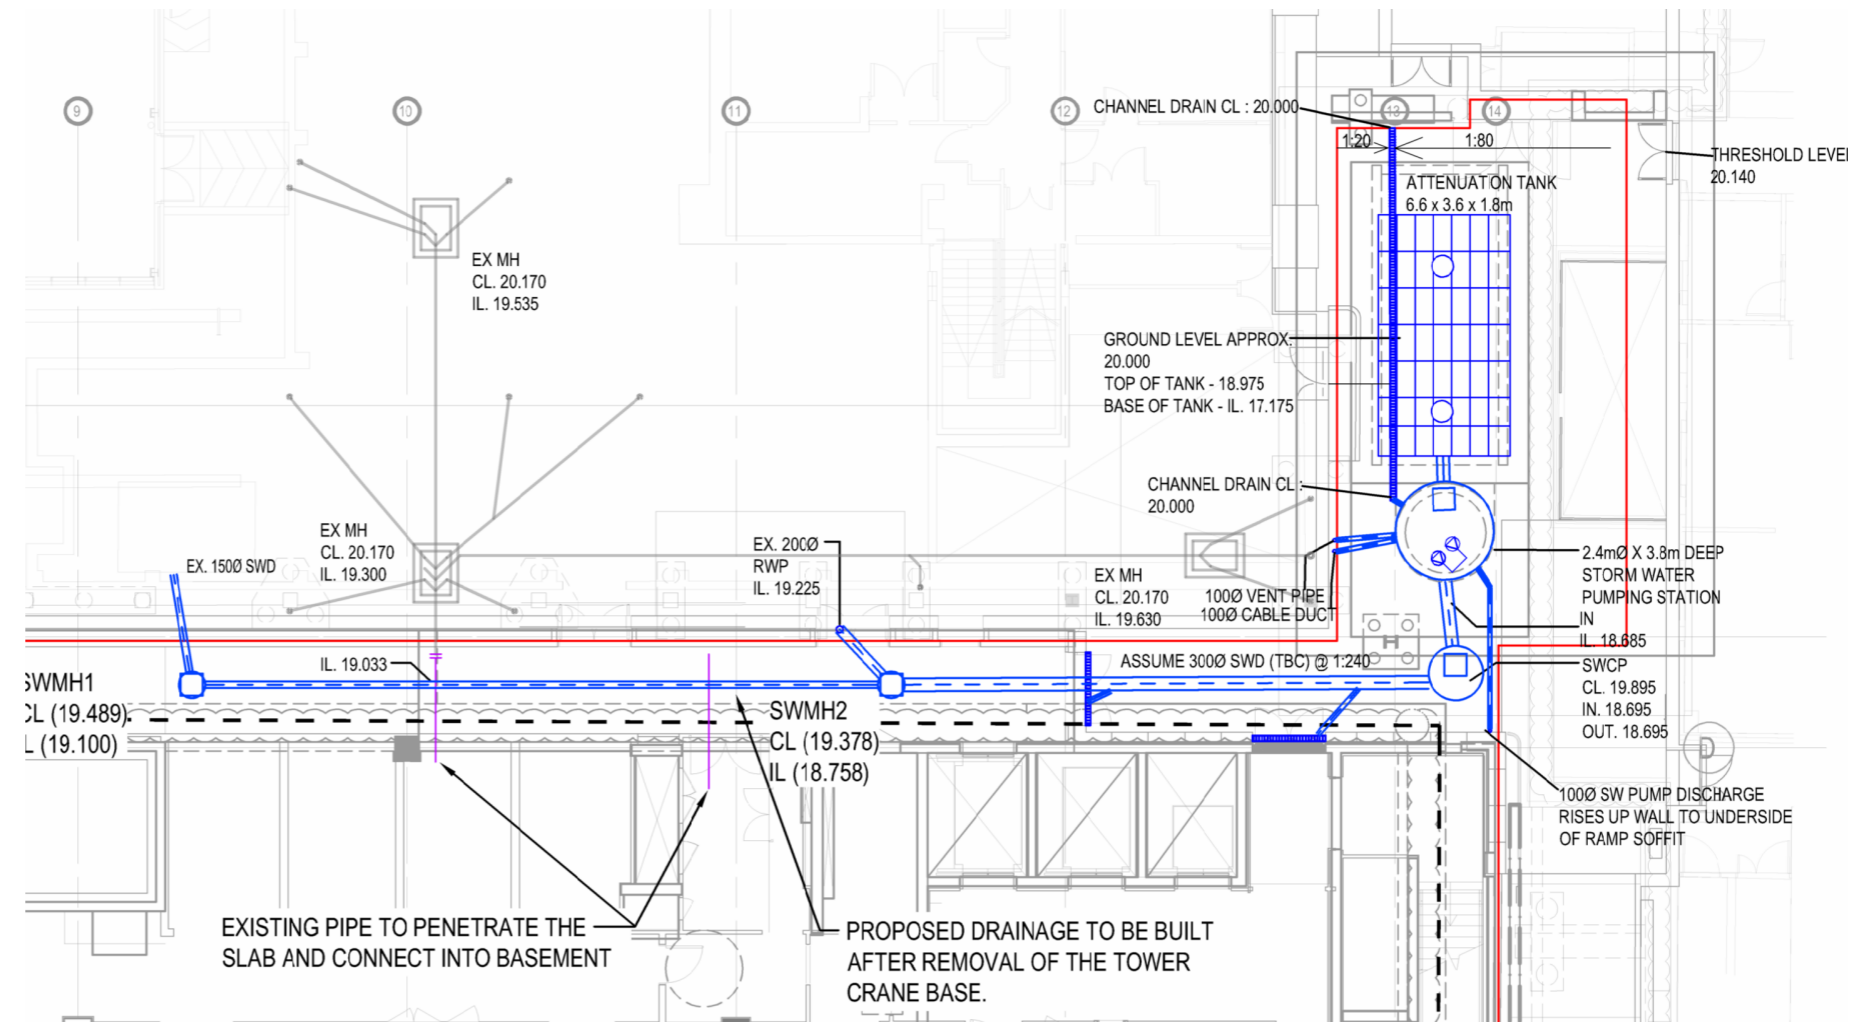 9
10
11
12
13
14
CHANNEL DRAIN CL : 20.000
1:20
1:80
THRESHOLD LEVEL
20.140
ATTENUATION TANK
6.6 x 3.6 x 1.8m
EX MH
CL. 20.170
IL. 19.535
GROUND LEVEL APPROX.
20.000
TOP OF TANK - 18.975
BASE OF TANK - IL. 17.175
CHANNEL DRAIN CL :
20.000
EX MH
CL. 20.170
IL. 19.300
EX. 150Ø SWD
EX. 200Ø
RWP
IL. 19.225
EX MH
CL. 20.170
IL. 19.630
100Ø VENT PIPE
100Ø CABLE DUCT
2.4mØ X 3.8m DEEP
STORM WATER
PUMPING STATION
IN
IL. 18.685
H
IL. 19.033
ASSUME 300Ø SWD (TBC) @ 1:240
SWCP
CL. 19.895
IN. 18.695
OUT. 18.695
SWMH1
CL (19.489)
L (19.100)
SWMH2
CL (19.378)
IL (18.758)
100Ø SW PUMP DISCHARGE
RISES UP WALL TO UNDERSIDE
OF RAMP SOFFIT
EXISTING PIPE TO PENETRATE THE
SLAB AND CONNECT INTO BASEMENT
PROPOSED DRAINAGE TO BE BUILT
AFTER REMOVAL OF THE TOWER
CRANE BASE.